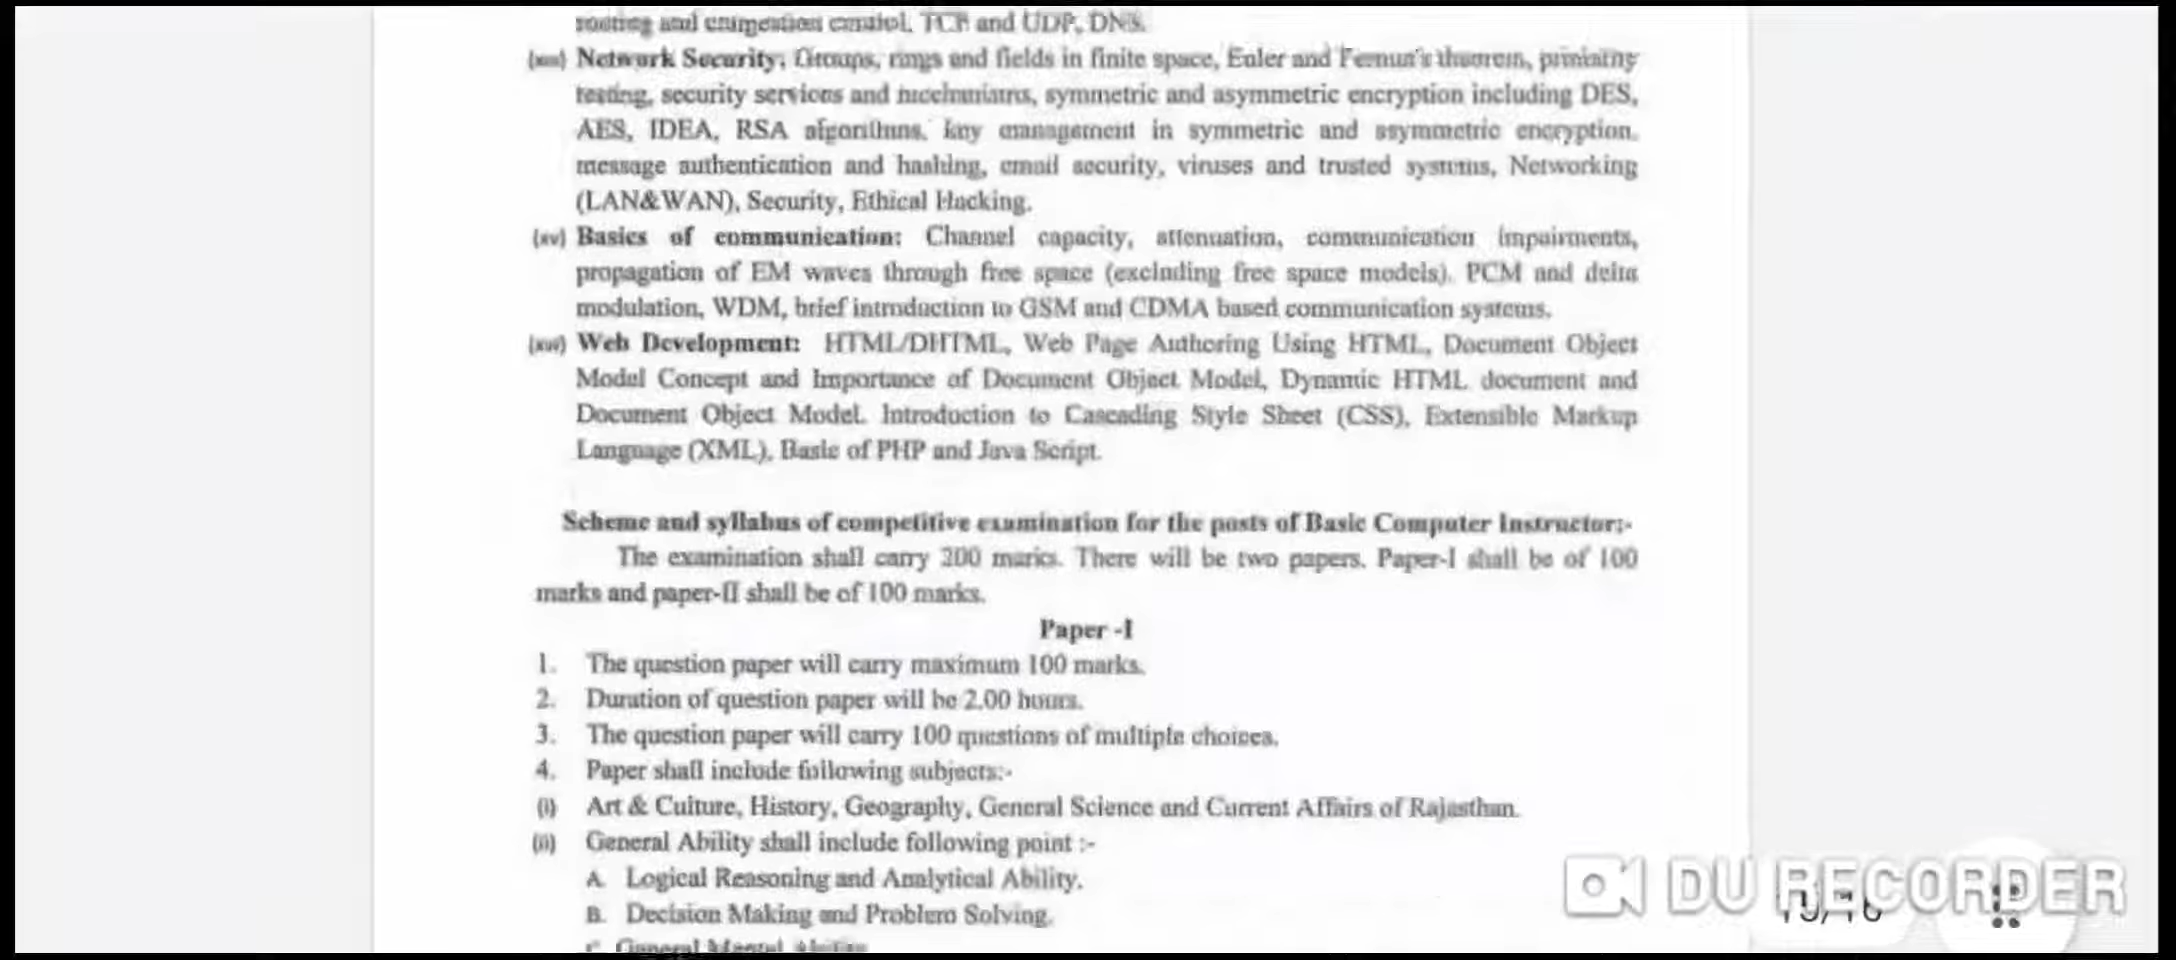 routing and congestion control, TCP and UDP, DNS.
Network Security: Groups, rings and fields in finite space, Euler and Fermat's theorem, primality
testing, security services and mechanisms, symmetric and asymmetric encryption including DES,
AES, IDEA, RSA algorithms, key management in symmetric and asymmetric encryption,
message authentication and hashing, email security, viruses and trusted systems, Networking
(LAN&WAN), Security, Ethical Hacking.
(xv) Basics of communication: Channel capacity, attenuation, communication impairments,
propagation of EM waves through free space (excluding free space models). PCM and delta
modulation, WDM, brief introduction to GSM and CDMA based communication systems.
(xvi) Web Development: HTML/DHTML, Web Page Authoring Using HTML, Document Object
Model Concept and Importance of Document Object Model, Dynamic HTML document and
Document Object Model. Introduction to Cascading Style Sheet (CSS), Extensible Markup
Language (XML), Basic of PHP and Java Script.
Scheme and syllabus of competitive examination for the posts of Basic Computer Instructor:-
The examination shall carry 200 marks. There will be two papers. Paper-I shall be of 100
marks and paper-II shall be of 100 marks.
Paper -I
1. The question paper will carry maximum 100 marks.
2. Duration of question paper will be 2.00 hours.
3. The question paper will carry 100 questions of multiple choices.
4. Paper shall include following subjects:-
(i) Art & Culture, History, Geography, General Science and Current Affairs of Rajasthan.
(ii) General Ability shall include following point :-
A. Logical Reasoning and Analytical Ability.
B. Decision Making and Problem Solving.
C. General Mental Ability
DU RECORDER